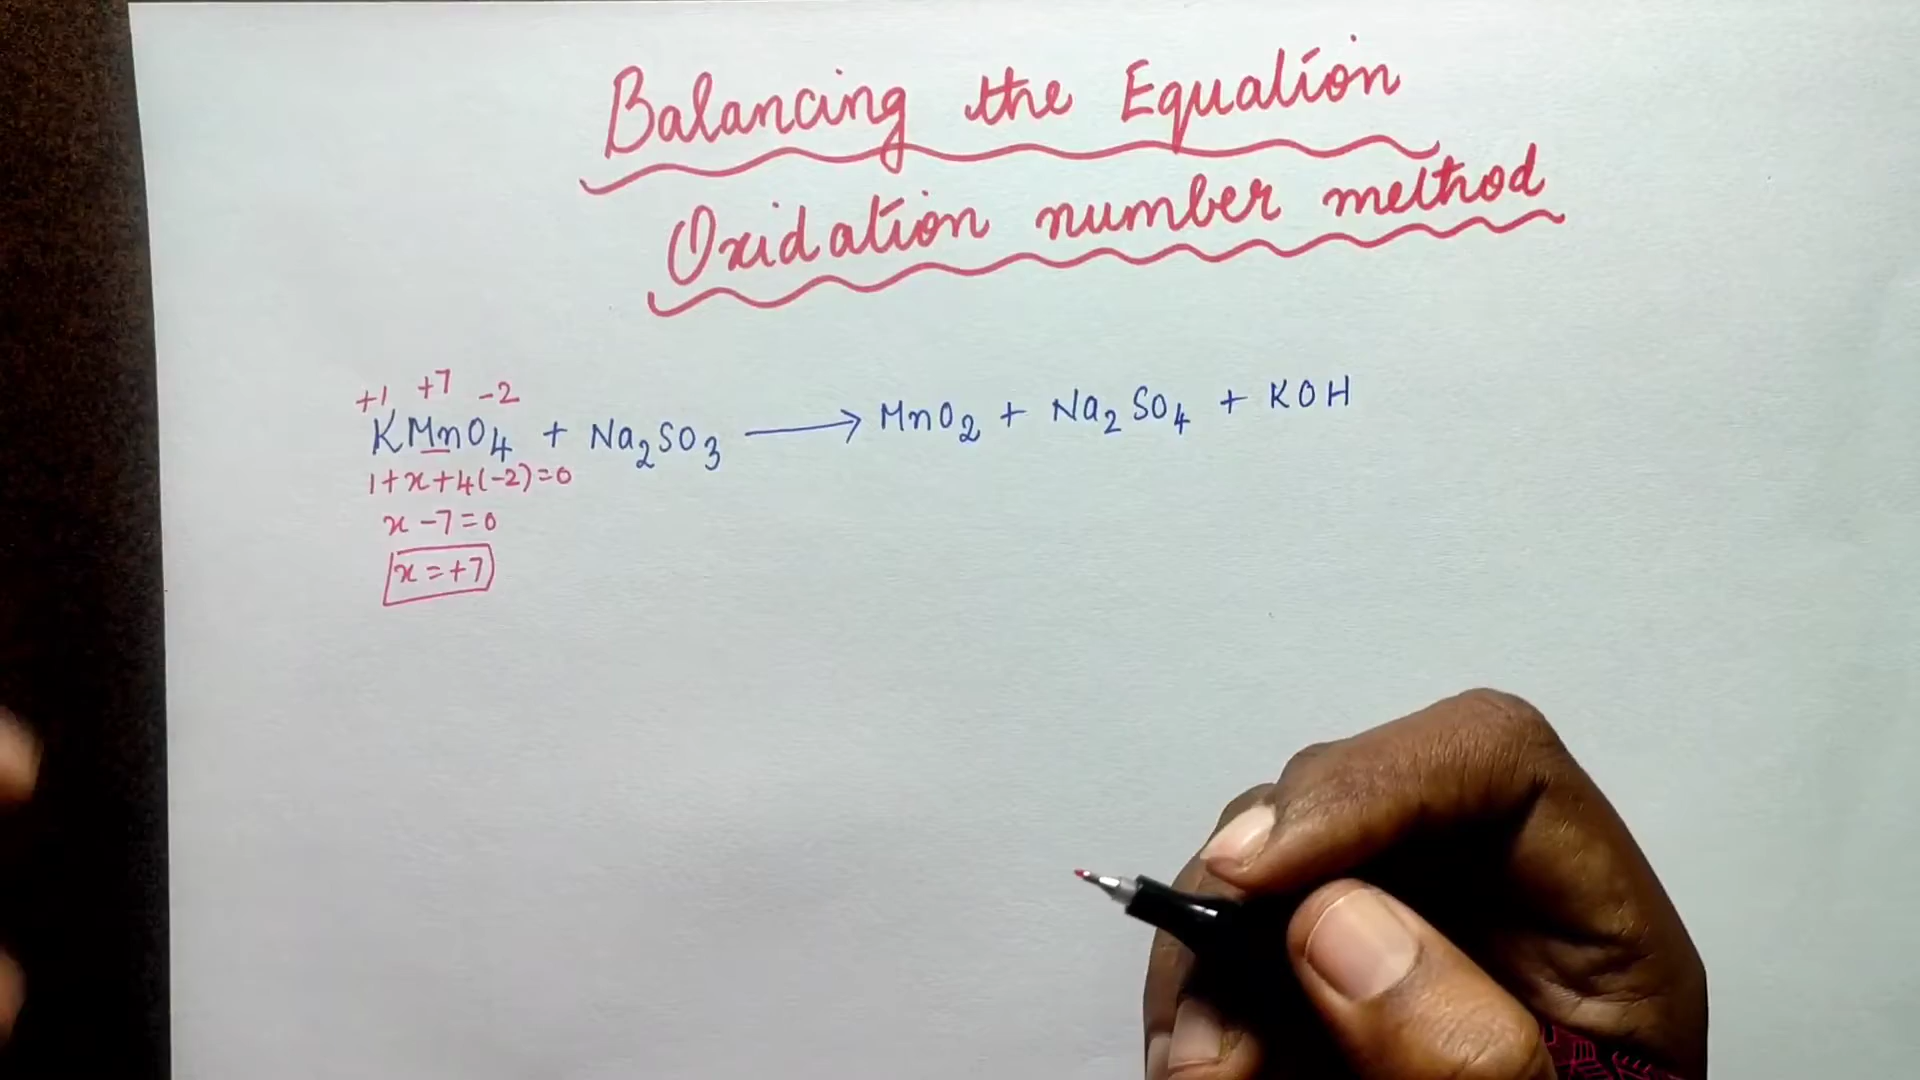 Balancing the Equation
Oxidation number method
+1 +7 -2
KMnO4 + Na2SO3 ⟶ MnO2 + Na2SO4 + KOH
1+x+4(-2)=0
x-7=0
x=+7